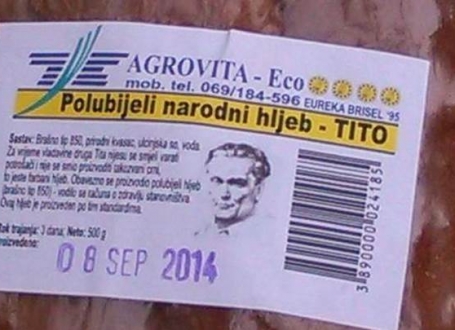 AGROVITA - Eco
mob. tel. 069/184-596 EUREKA BRISEL '95
Polubijeli narodni hljeb - TITO
Sastav: Brašno tip 850, prirodni kvasac, ulcinjska so, voda.
Za vrijeme vladavine druga Tita nijesu se smjeli varati
potrošači i nije se smio proizvoditi takozvani crni,
to jeste farbani hljeb. Obavezno se proizvodio polubijeli hljeb
(brašno tip 850) - vodilo se računa o zdravlju stanovništva.
Ovaj hljeb je proizveden po tim standardima.
Rok trajanja: 3 dana; Neto: 500 g
proizvedeno:
08 SEP 2014
3890000024185